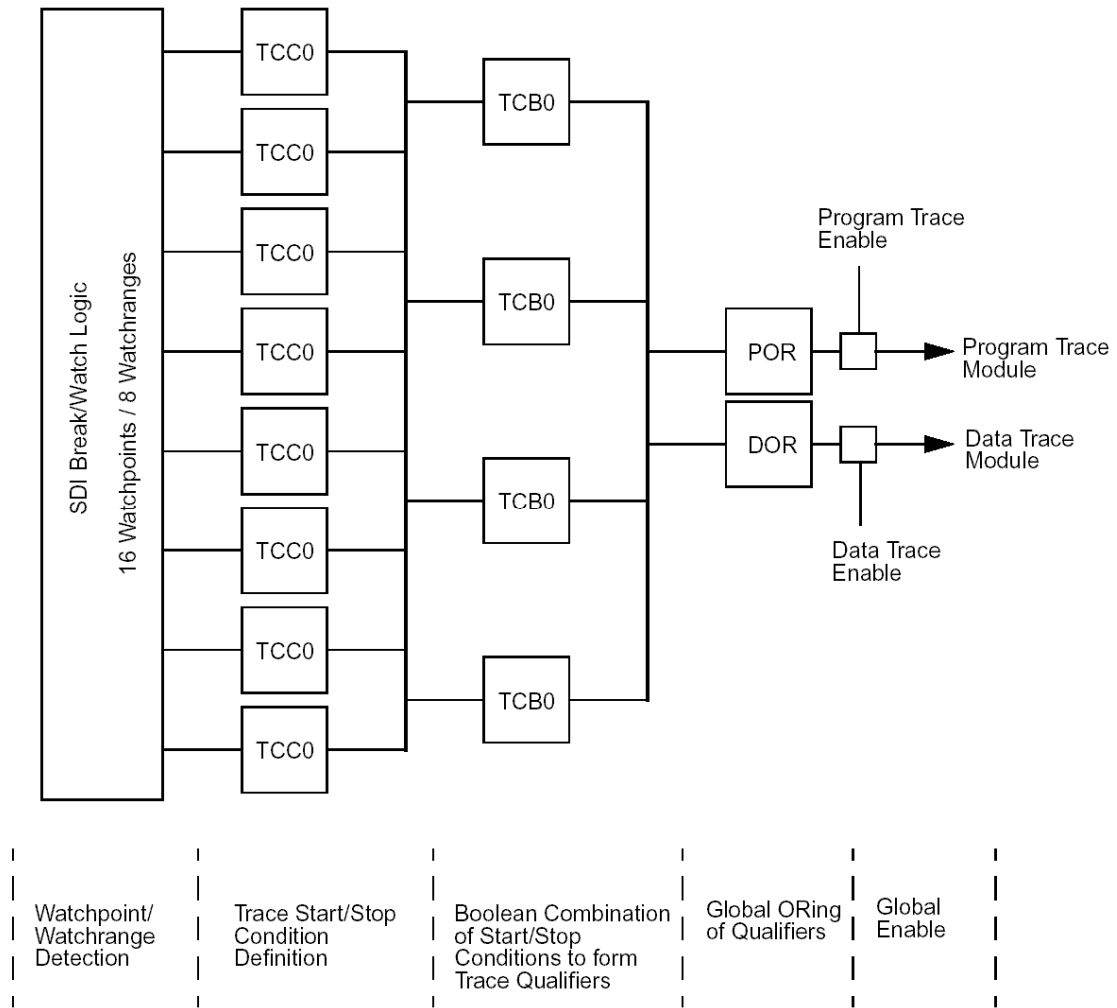 SDI Break/Watch Logic
16 Watchpoints / 8 Watchranges
TCC0
TCC0
TCC0
TCC0
TCC0
TCC0
TCC0
TCC0
TCB0
TCB0
TCB0
TCB0
Program Trace
Enable
POR
Program Trace
Module
DOR
Data Trace
Module
Data Trace
Enable
Watchpoint/
Watchrange
Detection
Trace Start/Stop
Condition
Definition
Boolean Combination
of Start/Stop
Conditions to form
Trace Qualifiers
Global ORing
of Qualifiers
Global
Enable